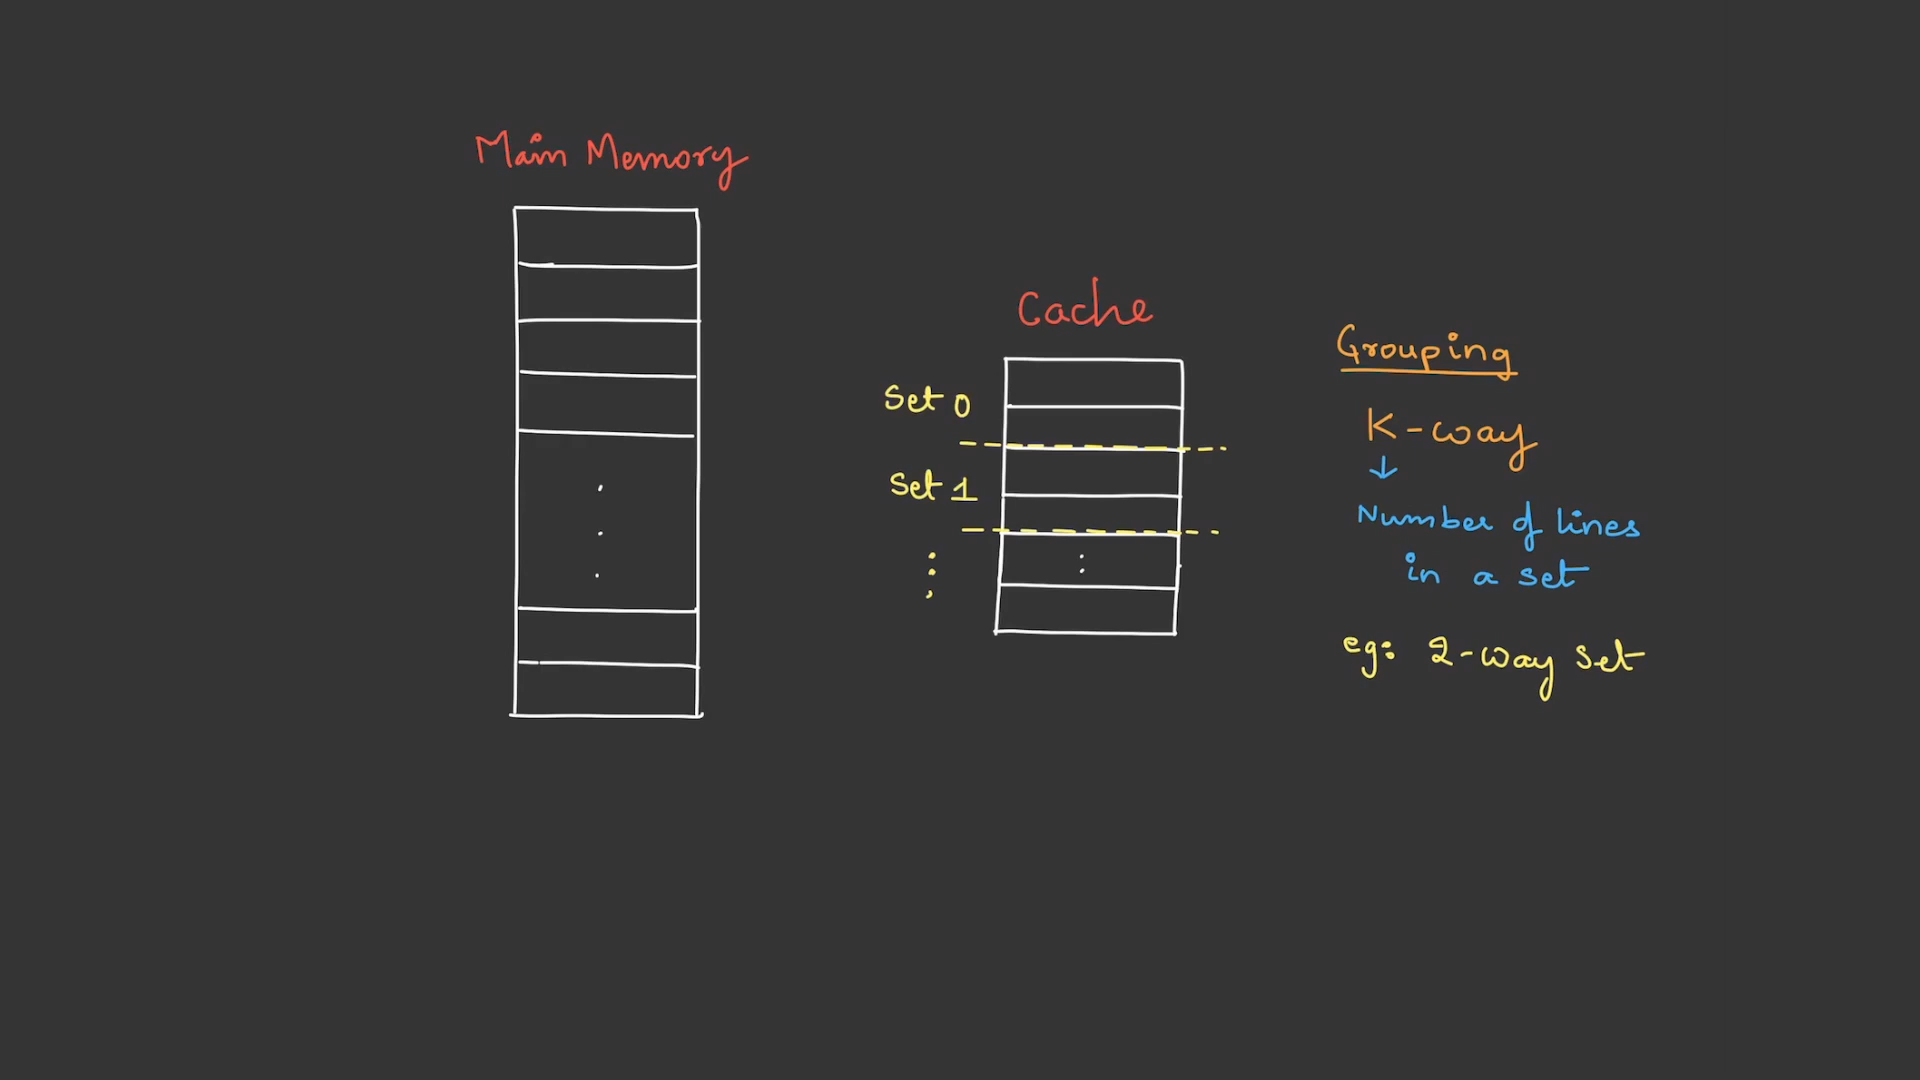 Main Memory
Cache
Set 0
Set 1
Grouping
K-way
↓
Number of lines
in a set
eg: 2-way set